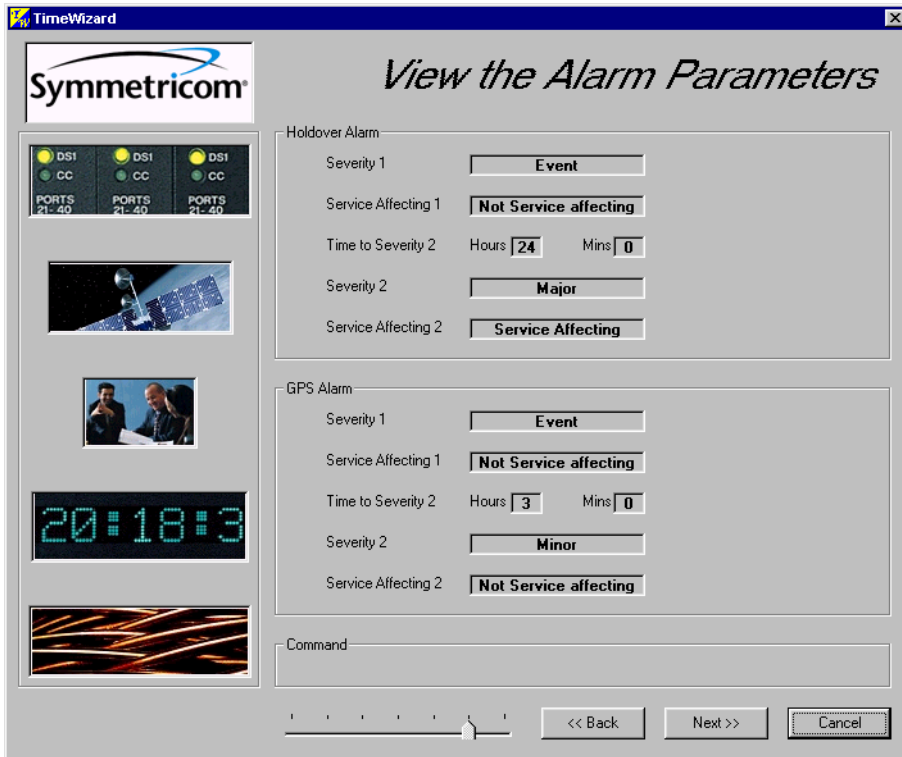 TimeWizard
Symmetricom®
View the Alarm Parameters
DS1 DS1 DS1
CC CC CC
PORTS PORTS PORTS
21-40 21-40 21-40
20:18:3
Holdover Alarm
Severity 1 Event
Service Affecting 1 Not Service affecting
Time to Severity 2 Hours 24 Mins 0
Severity 2 Major
Service Affecting 2 Service Affecting
GPS Alarm
Severity 1 Event
Service Affecting 1 Not Service affecting
Time to Severity 2 Hours 3 Mins 0
Severity 2 Minor
Service Affecting 2 Not Service affecting
Command
<< Back Next >> Cancel